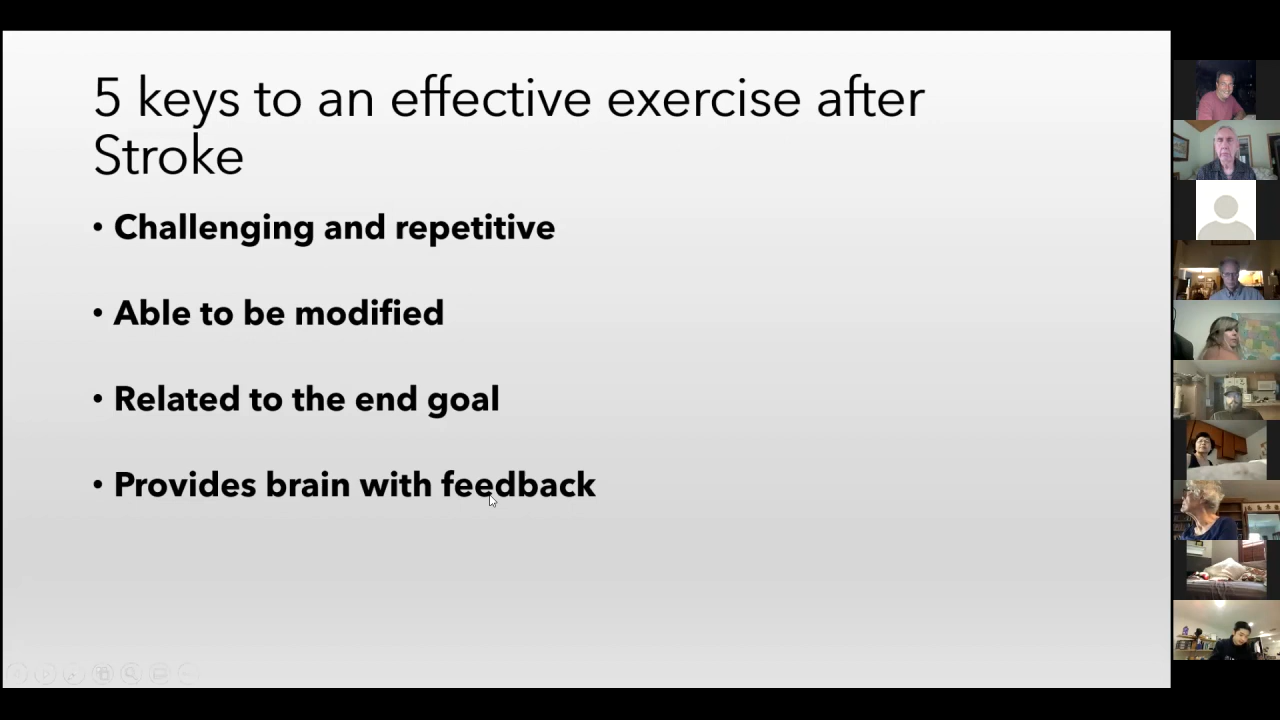 5 keys to an effective exercise after
Stroke
• Challenging and repetitive
• Able to be modified
• Related to the end goal
• Provides brain with feedback